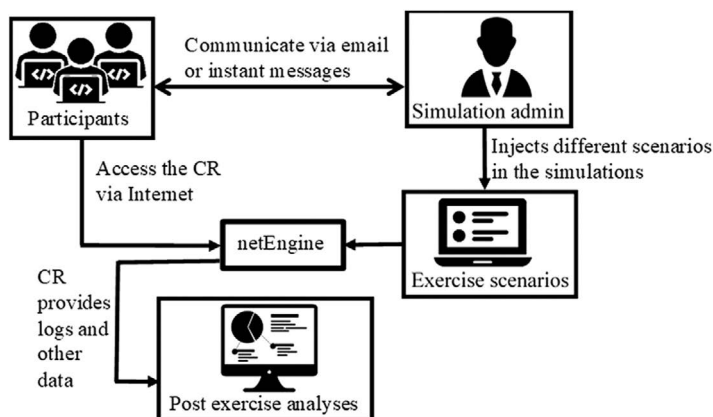 Communicate via email
or instant messages
Participants
Simulation admin
Access the CR
via Internet
Injects different scenarios
in the simulations
netEngine
Exercise scenarios
CR
provides
logs and
other
data
Post exercise analyses